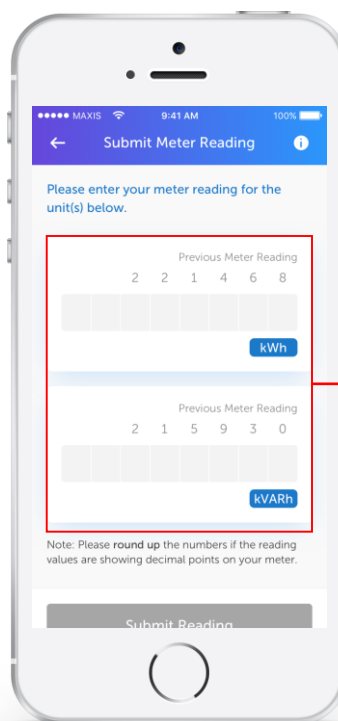 MAXIS 9:41 AM 100%
Submit Meter Reading i
Please enter your meter reading for the
unit(s) below.
Previous Meter Reading
2 2 1 4 6 8
kWh
Previous Meter Reading
2 1 5 9 3 0
kVARh
Note: Please round up the numbers if the reading
values are showing decimal points on your meter.
Submit Reading